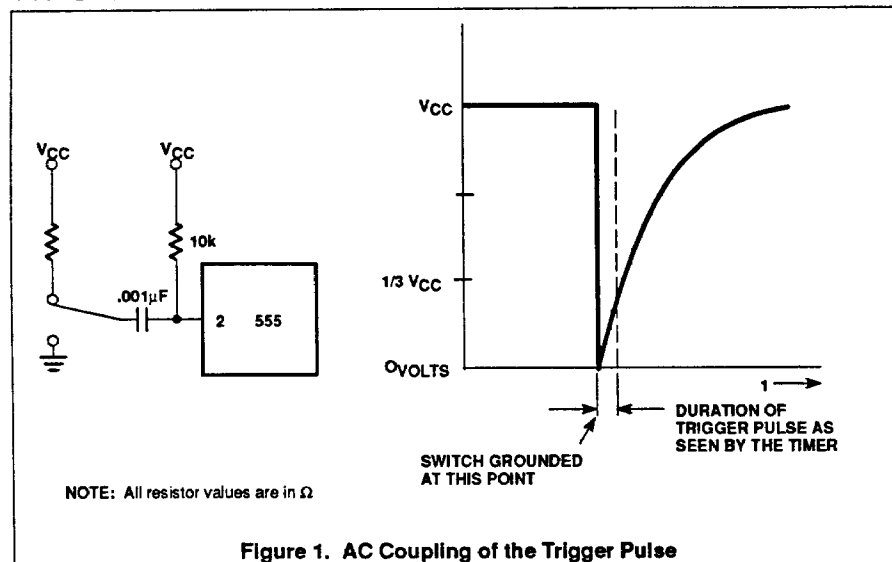 VCC
VCC
VCC
10k
.001µF
2 555
1/3 VCC
OVOLTS
1
DURATION OF
TRIGGER PULSE AS
SEEN BY THE TIMER
SWITCH GROUNDED
AT THIS POINT
NOTE: All resistor values are in Ω
Figure 1. AC Coupling of the Trigger Pulse